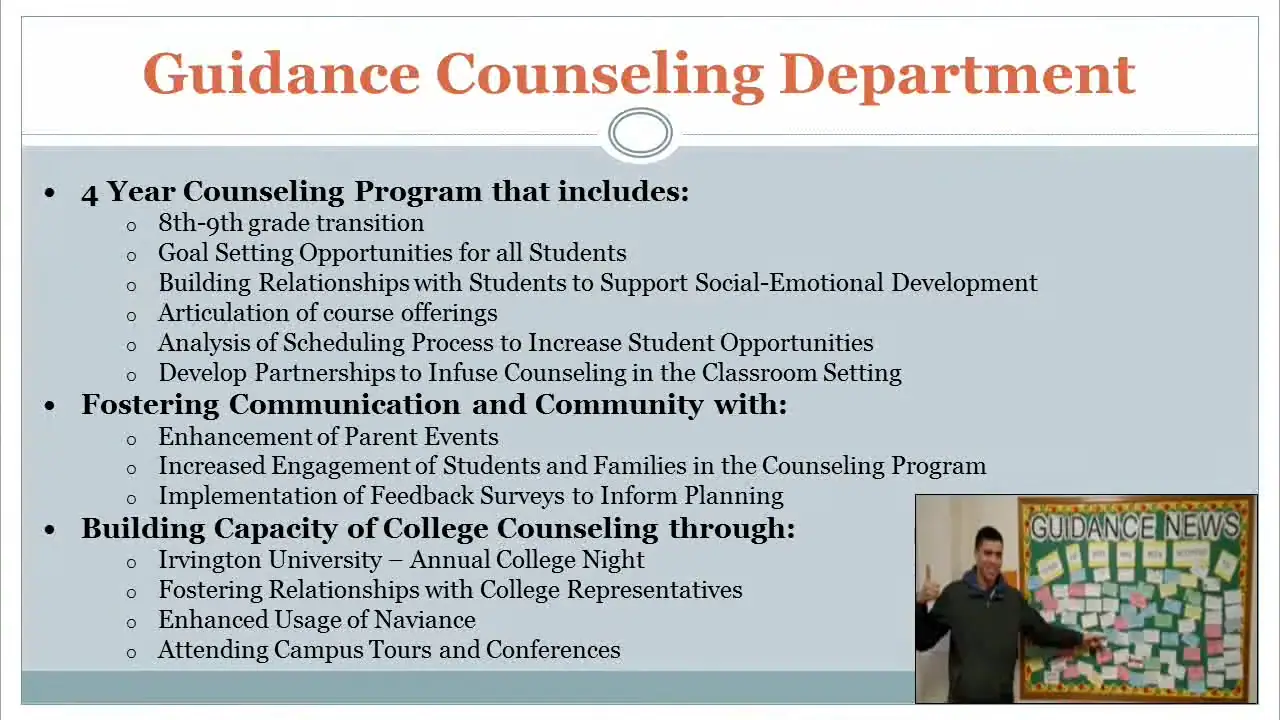 Guidance Counseling Department
• 4 Year Counseling Program that includes:
o 8th-9th grade transition
o Goal Setting Opportunities for all Students
o Building Relationships with Students to Support Social-Emotional Development
o Articulation of course offerings
o Analysis of Scheduling Process to Increase Student Opportunities
o Develop Partnerships to Infuse Counseling in the Classroom Setting
• Fostering Communication and Community with:
o Enhancement of Parent Events
o Increased Engagement of Students and Families in the Counseling Program
o Implementation of Feedback Surveys to Inform Planning
• Building Capacity of College Counseling through:
o Irvington University – Annual College Night
o Fostering Relationships with College Representatives
o Enhanced Usage of Naviance
o Attending Campus Tours and Conferences
GUIDANCE NEWS